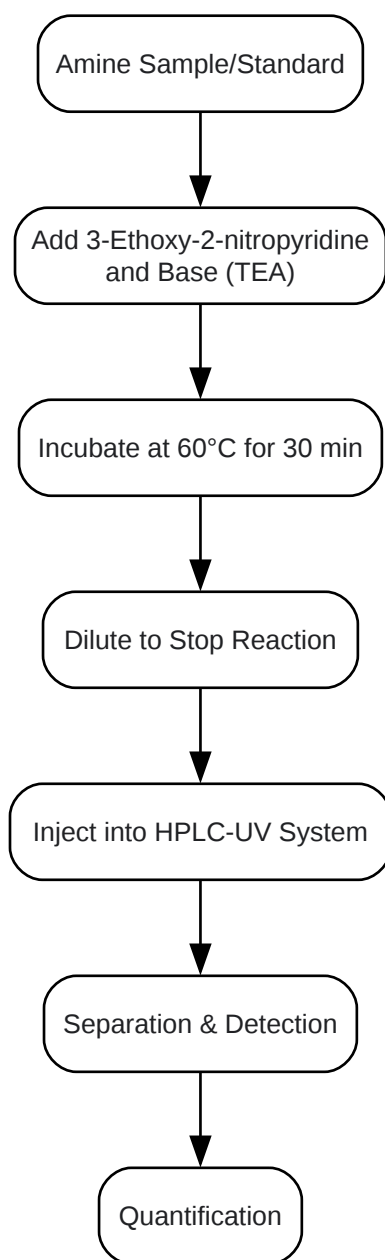 Amine Sample/Standard
Add 3-Ethoxy-2-nitropyridine
and Base (TEA)
Incubate at 60°C for 30 min
Dilute to Stop Reaction
Inject into HPLC-UV System
Separation & Detection
Quantification